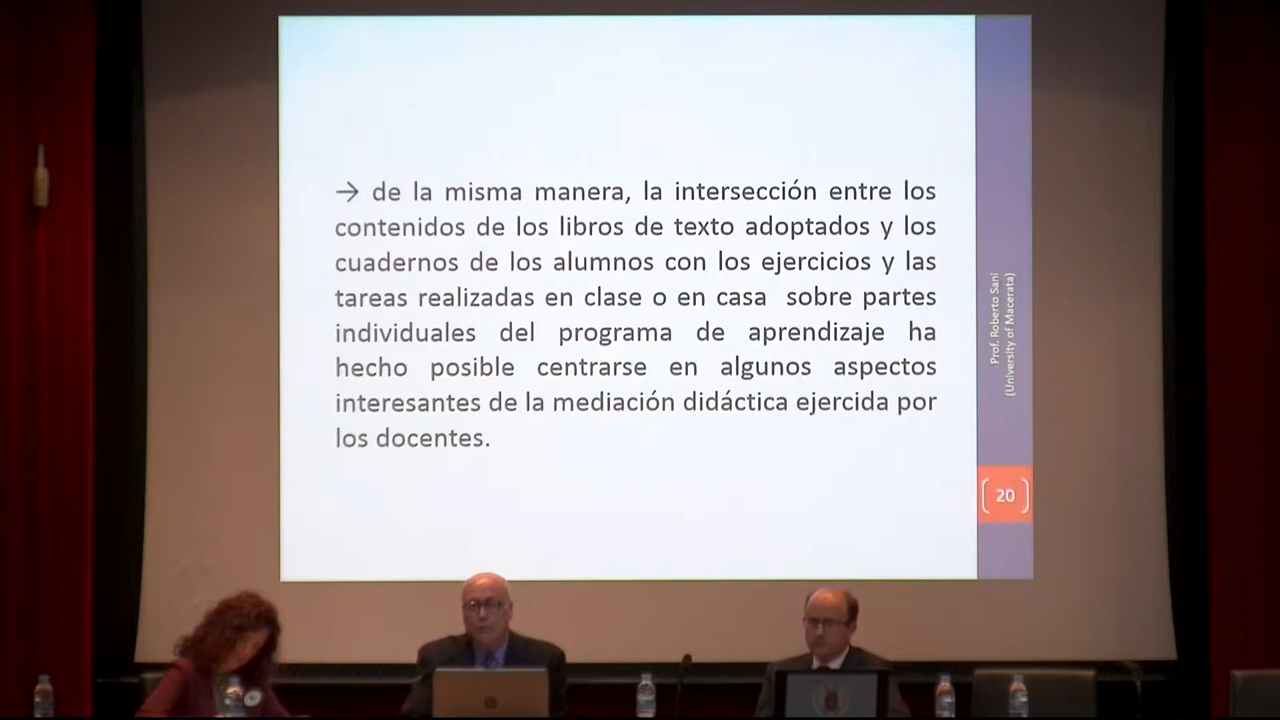 → de la misma manera, la intersección entre los
contenidos de los libros de texto adoptados y los
cuadernos de los alumnos con los ejercicios y las
tareas realizadas en clase o en casa sobre partes
individuales del programa de aprendizaje ha
hecho posible centrarse en algunos aspectos
interesantes de la mediación didáctica ejercida por
los docentes.
Prof. Roberto Sani
(University of Macerata)
20